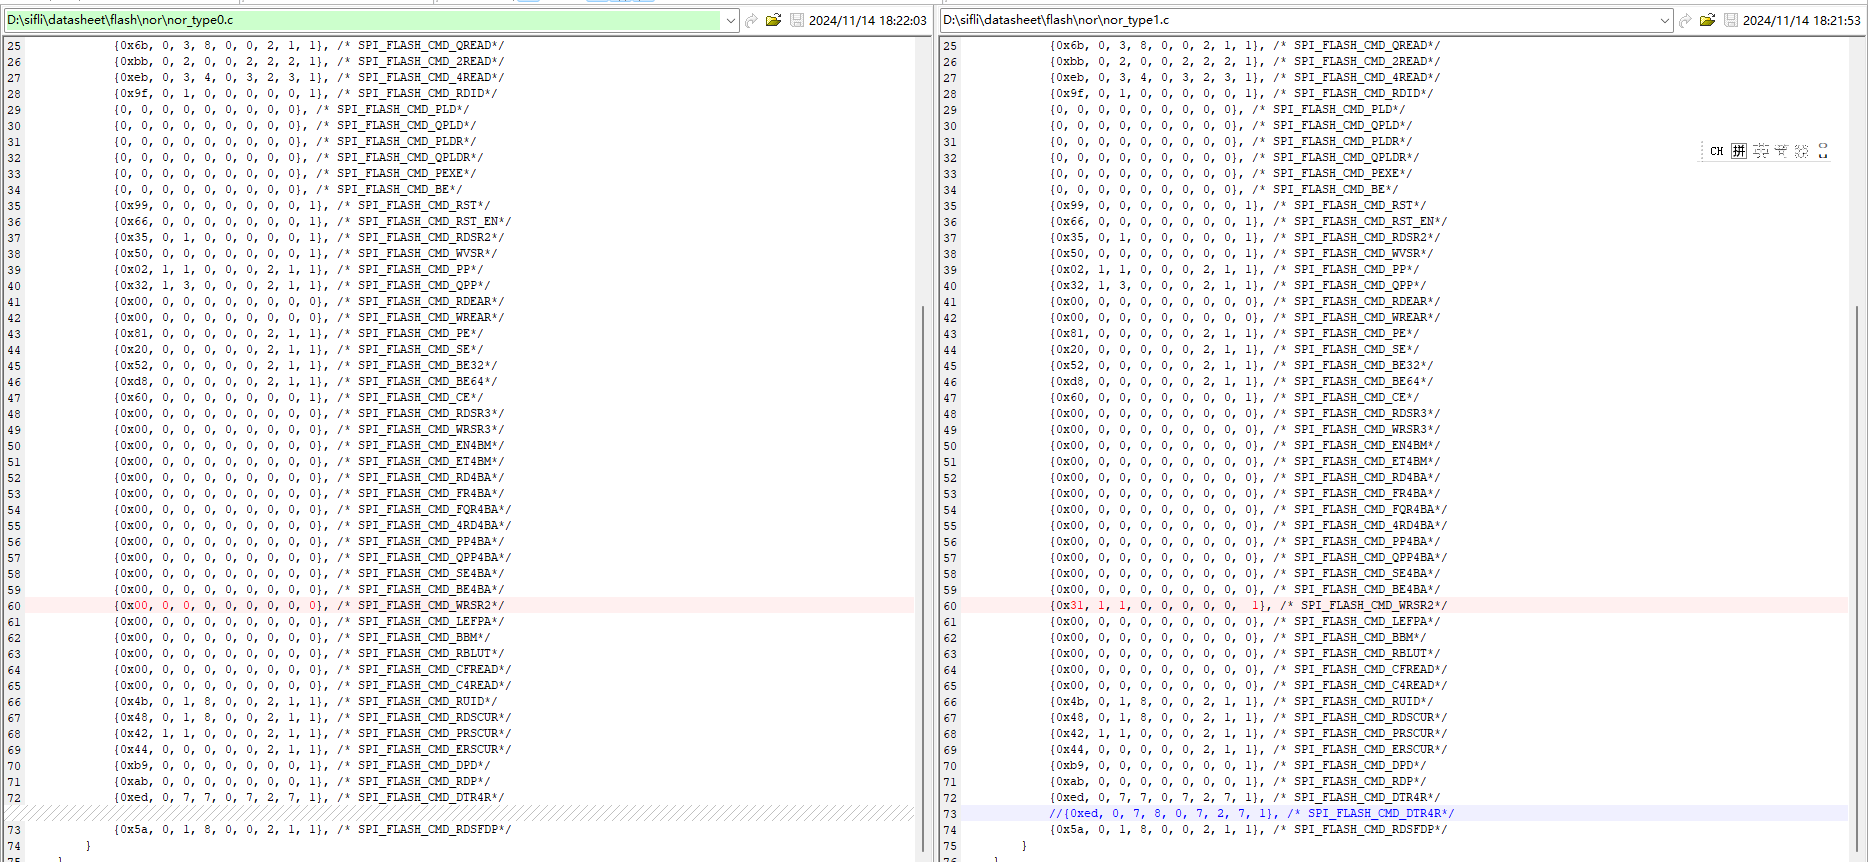 D:\sifli\datasheet\flash\nor\nor_type0.c 2024/11/14 18:22:03
25 {0x6b, 0, 3, 8, 0, 0, 2, 1, 1}, /* SPI_FLASH_CMD_QREAD*/
26 {0xbb, 0, 2, 0, 0, 2, 2, 2, 1}, /* SPI_FLASH_CMD_2READ*/
27 {0xeb, 0, 3, 4, 0, 3, 2, 3, 1}, /* SPI_FLASH_CMD_4READ*/
28 {0x9f, 0, 1, 0, 0, 0, 0, 0, 1}, /* SPI_FLASH_CMD_RDID*/
29 {0, 0, 0, 0, 0, 0, 0, 0, 0}, /* SPI_FLASH_CMD_PLD*/
30 {0, 0, 0, 0, 0, 0, 0, 0, 0}, /* SPI_FLASH_CMD_QPLD*/
31 {0, 0, 0, 0, 0, 0, 0, 0, 0}, /* SPI_FLASH_CMD_PLDR*/
32 {0, 0, 0, 0, 0, 0, 0, 0, 0}, /* SPI_FLASH_CMD_QPLDR*/
33 {0, 0, 0, 0, 0, 0, 0, 0, 0}, /* SPI_FLASH_CMD_PEXE*/
34 {0, 0, 0, 0, 0, 0, 0, 0, 0}, /* SPI_FLASH_CMD_BE*/
35 {0x99, 0, 0, 0, 0, 0, 0, 0, 1}, /* SPI_FLASH_CMD_RST*/
36 {0x66, 0, 0, 0, 0, 0, 0, 0, 1}, /* SPI_FLASH_CMD_RST_EN*/
37 {0x35, 0, 1, 0, 0, 0, 0, 0, 1}, /* SPI_FLASH_CMD_RDSR2*/
38 {0x50, 0, 0, 0, 0, 0, 0, 0, 1}, /* SPI_FLASH_CMD_WVSR*/
39 {0x02, 1, 1, 0, 0, 0, 2, 1, 1}, /* SPI_FLASH_CMD_PP*/
40 {0x32, 1, 3, 0, 0, 0, 2, 1, 1}, /* SPI_FLASH_CMD_QPP*/
41 {0x00, 0, 0, 0, 0, 0, 0, 0, 0}, /* SPI_FLASH_CMD_RDEAR*/
42 {0x00, 0, 0, 0, 0, 0, 0, 0, 0}, /* SPI_FLASH_CMD_WREAR*/
43 {0x81, 0, 0, 0, 0, 0, 2, 1, 1}, /* SPI_FLASH_CMD_PE*/
44 {0x20, 0, 0, 0, 0, 0, 2, 1, 1}, /* SPI_FLASH_CMD_SE*/
45 {0x52, 0, 0, 0, 0, 0, 2, 1, 1}, /* SPI_FLASH_CMD_BE32*/
46 {0xd8, 0, 0, 0, 0, 0, 2, 1, 1}, /* SPI_FLASH_CMD_BE64*/
47 {0x60, 0, 0, 0, 0, 0, 0, 0, 1}, /* SPI_FLASH_CMD_CE*/
48 {0x00, 0, 0, 0, 0, 0, 0, 0, 0}, /* SPI_FLASH_CMD_RDSR3*/
49 {0x00, 0, 0, 0, 0, 0, 0, 0, 0}, /* SPI_FLASH_CMD_WRSR3*/
50 {0x00, 0, 0, 0, 0, 0, 0, 0, 0}, /* SPI_FLASH_CMD_EN4BM*/
51 {0x00, 0, 0, 0, 0, 0, 0, 0, 0}, /* SPI_FLASH_CMD_ET4BM*/
52 {0x00, 0, 0, 0, 0, 0, 0, 0, 0}, /* SPI_FLASH_CMD_RD4BA*/
53 {0x00, 0, 0, 0, 0, 0, 0, 0, 0}, /* SPI_FLASH_CMD_FR4BA*/
54 {0x00, 0, 0, 0, 0, 0, 0, 0, 0}, /* SPI_FLASH_CMD_FQR4BA*/
55 {0x00, 0, 0, 0, 0, 0, 0, 0, 0}, /* SPI_FLASH_CMD_4RD4BA*/
56 {0x00, 0, 0, 0, 0, 0, 0, 0, 0}, /* SPI_FLASH_CMD_PP4BA*/
57 {0x00, 0, 0, 0, 0, 0, 0, 0, 0}, /* SPI_FLASH_CMD_QPP4BA*/
58 {0x00, 0, 0, 0, 0, 0, 0, 0, 0}, /* SPI_FLASH_CMD_SE4BA*/
59 {0x00, 0, 0, 0, 0, 0, 0, 0, 0}, /* SPI_FLASH_CMD_BE4BA*/
60 {0x00, 0, 0, 0, 0, 0, 0, 0, 0}, /* SPI_FLASH_CMD_WRSR2*/
61 {0x00, 0, 0, 0, 0, 0, 0, 0, 0}, /* SPI_FLASH_CMD_LEFPA*/
62 {0x00, 0, 0, 0, 0, 0, 0, 0, 0}, /* SPI_FLASH_CMD_BBM*/
63 {0x00, 0, 0, 0, 0, 0, 0, 0, 0}, /* SPI_FLASH_CMD_RBLUT*/
64 {0x00, 0, 0, 0, 0, 0, 0, 0, 0}, /* SPI_FLASH_CMD_CFREAD*/
65 {0x00, 0, 0, 0, 0, 0, 0, 0, 0}, /* SPI_FLASH_CMD_C4READ*/
66 {0x4b, 0, 1, 8, 0, 0, 2, 1, 1}, /* SPI_FLASH_CMD_RUID*/
67 {0x48, 0, 1, 8, 0, 0, 2, 1, 1}, /* SPI_FLASH_CMD_RDSCUR*/
68 {0x42, 1, 1, 0, 0, 0, 2, 1, 1}, /* SPI_FLASH_CMD_PRSCUR*/
69 {0x44, 0, 0, 0, 0, 0, 2, 1, 1}, /* SPI_FLASH_CMD_ERSCUR*/
70 {0xb9, 0, 0, 0, 0, 0, 0, 0, 1}, /* SPI_FLASH_CMD_DPD*/
71 {0xab, 0, 0, 0, 0, 0, 0, 0, 1}, /* SPI_FLASH_CMD_RDP*/
72 {0xed, 0, 7, 7, 0, 7, 2, 7, 1}, /* SPI_FLASH_CMD_DTR4R*/
73 {0x5a, 0, 1, 8, 0, 0, 2, 1, 1}, /* SPI_FLASH_CMD_RDSFDP*/
74 }
75 }
D:\sifli\datasheet\flash\nor\nor_type1.c 2024/11/14 18:21:53
25 {0x6b, 0, 3, 8, 0, 0, 2, 1, 1}, /* SPI_FLASH_CMD_QREAD*/
26 {0xbb, 0, 2, 0, 0, 2, 2, 2, 1}, /* SPI_FLASH_CMD_2READ*/
27 {0xeb, 0, 3, 4, 0, 3, 2, 3, 1}, /* SPI_FLASH_CMD_4READ*/
28 {0x9f, 0, 1, 0, 0, 0, 0, 0, 1}, /* SPI_FLASH_CMD_RDID*/
29 {0, 0, 0, 0, 0, 0, 0, 0, 0}, /* SPI_FLASH_CMD_PLD*/
30 {0, 0, 0, 0, 0, 0, 0, 0, 0}, /* SPI_FLASH_CMD_QPLD*/
31 {0, 0, 0, 0, 0, 0, 0, 0, 0}, /* SPI_FLASH_CMD_PLDR*/
32 {0, 0, 0, 0, 0, 0, 0, 0, 0}, /* SPI_FLASH_CMD_QPLDR*/
33 {0, 0, 0, 0, 0, 0, 0, 0, 0}, /* SPI_FLASH_CMD_PEXE*/
34 {0, 0, 0, 0, 0, 0, 0, 0, 0}, /* SPI_FLASH_CMD_BE*/
35 {0x99, 0, 0, 0, 0, 0, 0, 0, 1}, /* SPI_FLASH_CMD_RST*/
36 {0x66, 0, 0, 0, 0, 0, 0, 0, 1}, /* SPI_FLASH_CMD_RST_EN*/
37 {0x35, 0, 1, 0, 0, 0, 0, 0, 1}, /* SPI_FLASH_CMD_RDSR2*/
38 {0x50, 0, 0, 0, 0, 0, 0, 0, 1}, /* SPI_FLASH_CMD_WVSR*/
39 {0x02, 1, 1, 0, 0, 0, 2, 1, 1}, /* SPI_FLASH_CMD_PP*/
40 {0x32, 1, 3, 0, 0, 0, 2, 1, 1}, /* SPI_FLASH_CMD_QPP*/
41 {0x00, 0, 0, 0, 0, 0, 0, 0, 0}, /* SPI_FLASH_CMD_RDEAR*/
42 {0x00, 0, 0, 0, 0, 0, 0, 0, 0}, /* SPI_FLASH_CMD_WREAR*/
43 {0x81, 0, 0, 0, 0, 0, 2, 1, 1}, /* SPI_FLASH_CMD_PE*/
44 {0x20, 0, 0, 0, 0, 0, 2, 1, 1}, /* SPI_FLASH_CMD_SE*/
45 {0x52, 0, 0, 0, 0, 0, 2, 1, 1}, /* SPI_FLASH_CMD_BE32*/
46 {0xd8, 0, 0, 0, 0, 0, 2, 1, 1}, /* SPI_FLASH_CMD_BE64*/
47 {0x60, 0, 0, 0, 0, 0, 0, 0, 1}, /* SPI_FLASH_CMD_CE*/
48 {0x00, 0, 0, 0, 0, 0, 0, 0, 0}, /* SPI_FLASH_CMD_RDSR3*/
49 {0x00, 0, 0, 0, 0, 0, 0, 0, 0}, /* SPI_FLASH_CMD_WRSR3*/
50 {0x00, 0, 0, 0, 0, 0, 0, 0, 0}, /* SPI_FLASH_CMD_EN4BM*/
51 {0x00, 0, 0, 0, 0, 0, 0, 0, 0}, /* SPI_FLASH_CMD_ET4BM*/
52 {0x00, 0, 0, 0, 0, 0, 0, 0, 0}, /* SPI_FLASH_CMD_RD4BA*/
53 {0x00, 0, 0, 0, 0, 0, 0, 0, 0}, /* SPI_FLASH_CMD_FR4BA*/
54 {0x00, 0, 0, 0, 0, 0, 0, 0, 0}, /* SPI_FLASH_CMD_FQR4BA*/
55 {0x00, 0, 0, 0, 0, 0, 0, 0, 0}, /* SPI_FLASH_CMD_4RD4BA*/
56 {0x00, 0, 0, 0, 0, 0, 0, 0, 0}, /* SPI_FLASH_CMD_PP4BA*/
57 {0x00, 0, 0, 0, 0, 0, 0, 0, 0}, /* SPI_FLASH_CMD_QPP4BA*/
58 {0x00, 0, 0, 0, 0, 0, 0, 0, 0}, /* SPI_FLASH_CMD_SE4BA*/
59 {0x00, 0, 0, 0, 0, 0, 0, 0, 0}, /* SPI_FLASH_CMD_BE4BA*/
60 {0x31, 1, 1, 0, 0, 0, 0, 0,  1}, /* SPI_FLASH_CMD_WRSR2*/
61 {0x00, 0, 0, 0, 0, 0, 0, 0, 0}, /* SPI_FLASH_CMD_LEFPA*/
62 {0x00, 0, 0, 0, 0, 0, 0, 0, 0}, /* SPI_FLASH_CMD_BBM*/
63 {0x00, 0, 0, 0, 0, 0, 0, 0, 0}, /* SPI_FLASH_CMD_RBLUT*/
64 {0x00, 0, 0, 0, 0, 0, 0, 0, 0}, /* SPI_FLASH_CMD_CFREAD*/
65 {0x00, 0, 0, 0, 0, 0, 0, 0, 0}, /* SPI_FLASH_CMD_C4READ*/
66 {0x4b, 0, 1, 8, 0, 0, 2, 1, 1}, /* SPI_FLASH_CMD_RUID*/
67 {0x48, 0, 1, 8, 0, 0, 2, 1, 1}, /* SPI_FLASH_CMD_RDSCUR*/
68 {0x42, 1, 1, 0, 0, 0, 2, 1, 1}, /* SPI_FLASH_CMD_PRSCUR*/
69 {0x44, 0, 0, 0, 0, 0, 2, 1, 1}, /* SPI_FLASH_CMD_ERSCUR*/
70 {0xb9, 0, 0, 0, 0, 0, 0, 0, 1}, /* SPI_FLASH_CMD_DPD*/
71 {0xab, 0, 0, 0, 0, 0, 0, 0, 1}, /* SPI_FLASH_CMD_RDP*/
72 {0xed, 0, 7, 7, 0, 7, 2, 7, 1}, /* SPI_FLASH_CMD_DTR4R*/
73 //{0xed, 0, 7, 8, 0, 7, 2, 7, 1}, /* SPI_FLASH_CMD_DTR4R*/
74 {0x5a, 0, 1, 8, 0, 0, 2, 1, 1}, /* SPI_FLASH_CMD_RDSFDP*/
75 }
76 }
CH 拼